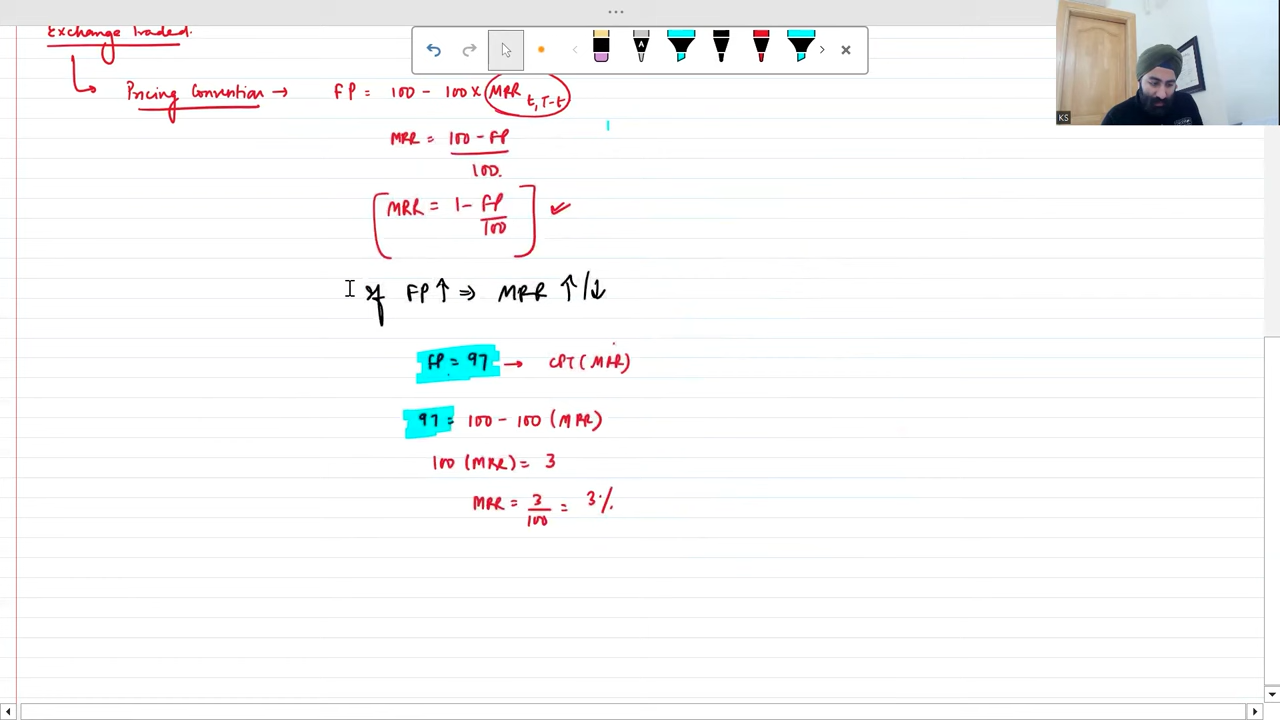 Exchange Traded.
Pricing Convention → FP = 100 - 100 x (MRR t, T-t)
MRR = 100 - FP / 100.
[MRR = 1 - FP / 100] ✓
If FP ↑ ⇒ MRR ↑/↓
FP = 97 → CPT (MRR)
97 = 100 - 100 (MRR)
100 (MRR) = 3
MRR = 3 / 100 = 3%
KS